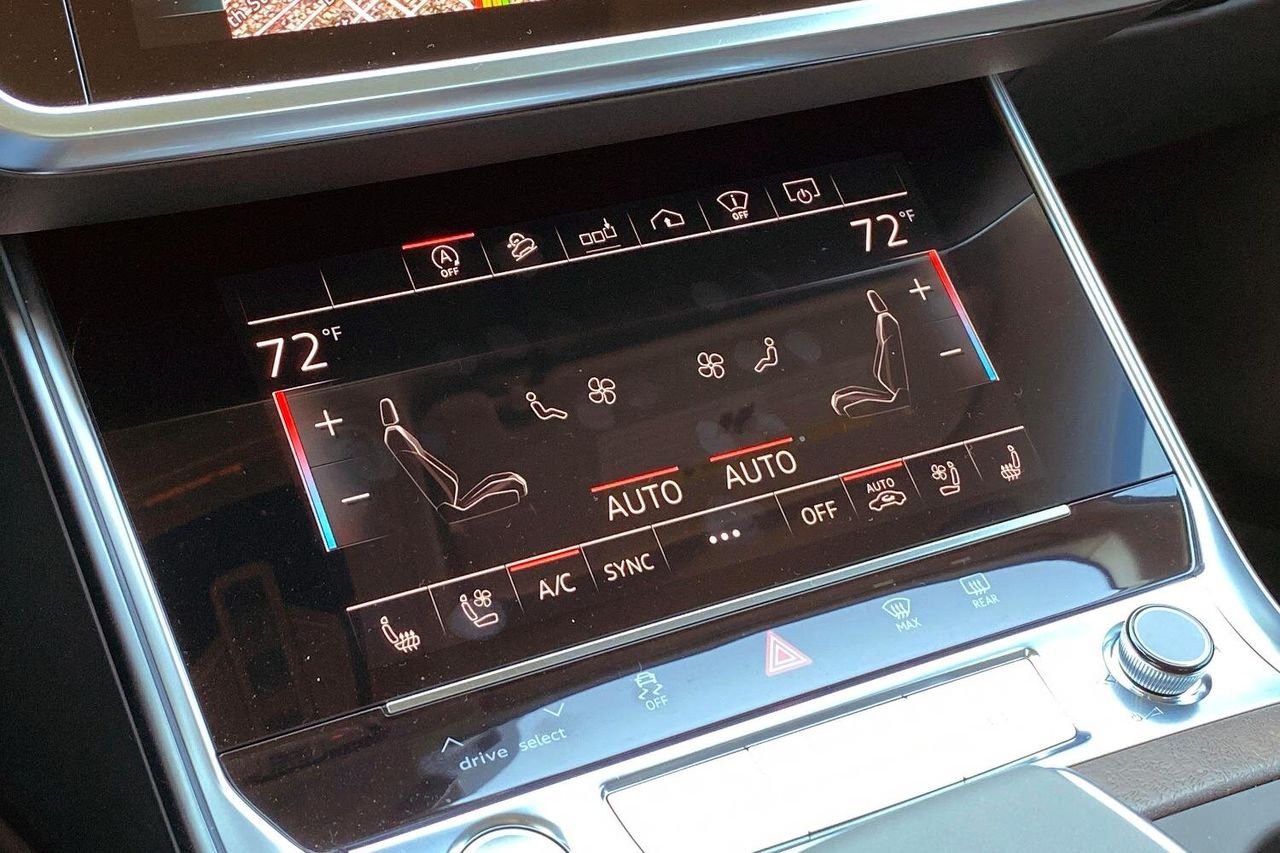 A
OFF
i
OFF
72 °F
72 °F
AUTO
AUTO
A/C
SYNC
OFF
AUTO
MAX
REAR
OFF
drive select